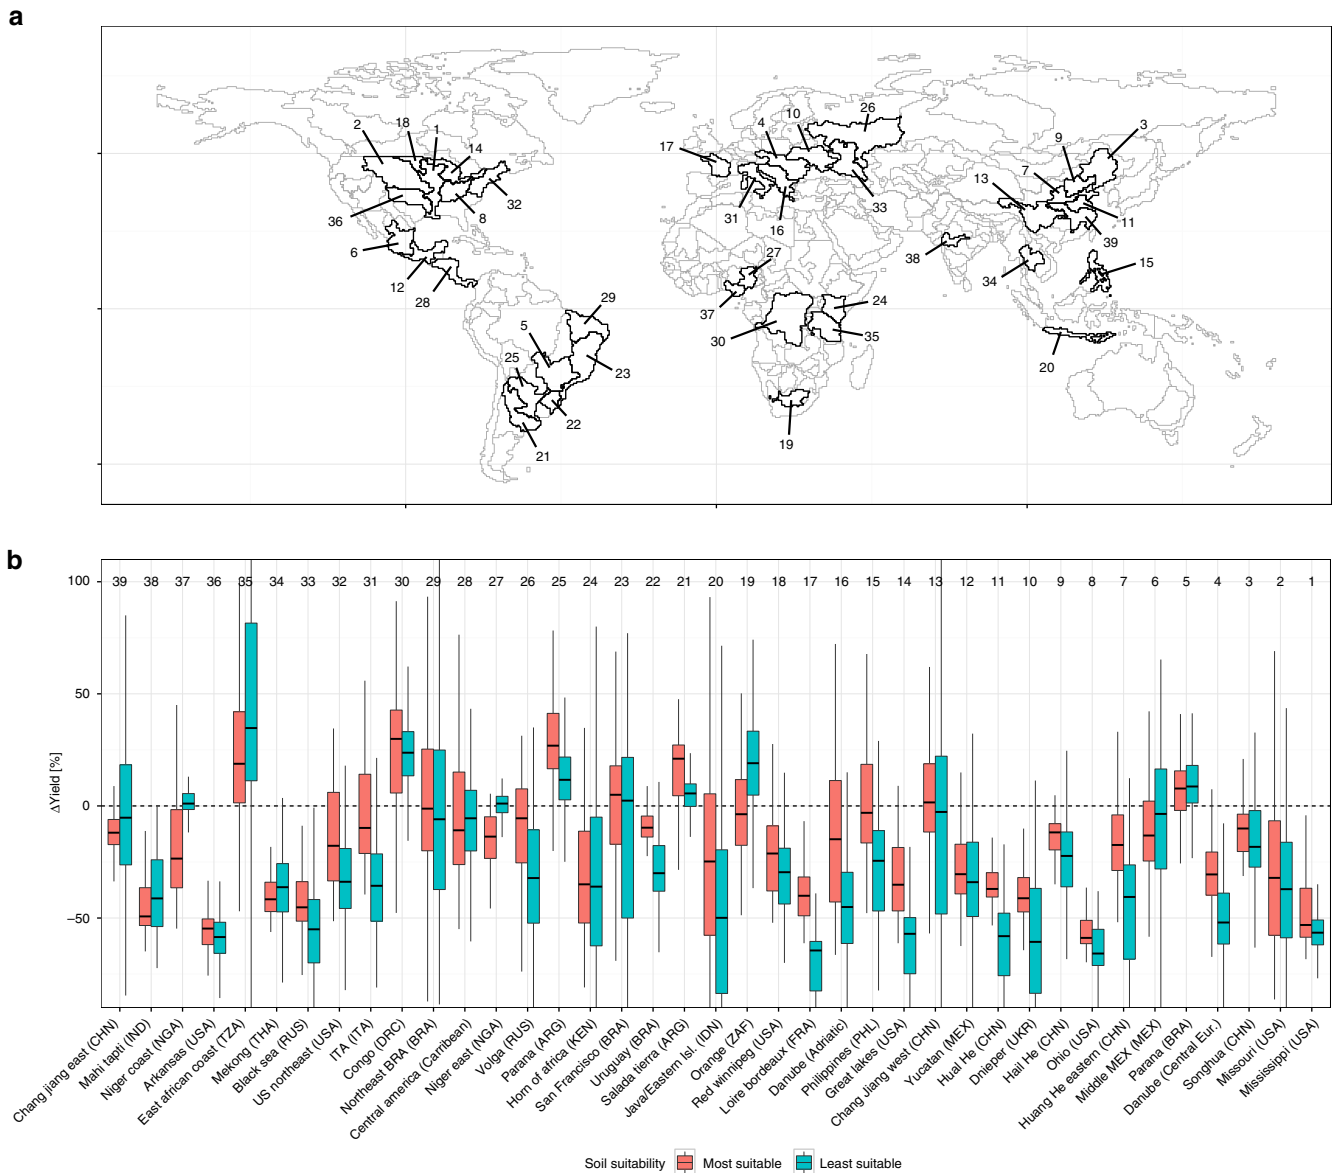 a
26
10
4
3
2
18
1
9
14
17
7
13
32
33
31
8
36
11
16
39
6
38
27
15
34
12
28
37
24
29
5
30
35
25
20
23
22
19
21
b
39 38 37 36 35 34 33 32 31 30 29 28 27 26 25 24 23 22 21 20 19 18 17 16 15 14 13 12 11 10 9 8 7 6 5 4 3 2 1
100
50
0
−50
ΔYield [%]
Chang jiang east (CHN)
Mahi tapti (IND)
Niger coast (NGA)
Arkansas (USA)
East african coast (TZA)
Mekong (THA)
Black sea (RUS)
US northeast (USA)
ITA (ITA)
Congo (DRC)
Northeast BRA (BRA)
Central america (Carribean)
Niger east (NGA)
Volga (RUS)
Parana (ARG)
Horn of africa (KEN)
San Francisco (BRA)
Uruguay (BRA)
Salada tierra (ARG)
Java/Eastern Isl. (IDN)
Orange (ZAF)
Red winnipeg (USA)
Loire bordeaux (FRA)
Danube (Adriatic)
Philippines (PHL)
Great lakes (USA)
Chang Jiang west (CHN)
Yucatan (MEX)
Hual He (CHN)
Dnieper (UKR)
Hail He (CHN)
Ohio (USA)
Huang He eastern (CHN)
Middle MEX (MEX)
Parana (BRA)
Danube (Central Eur.)
Songhua (CHN)
Missouri (USA)
Mississippi (USA)
Soil suitability Most suitable Least suitable